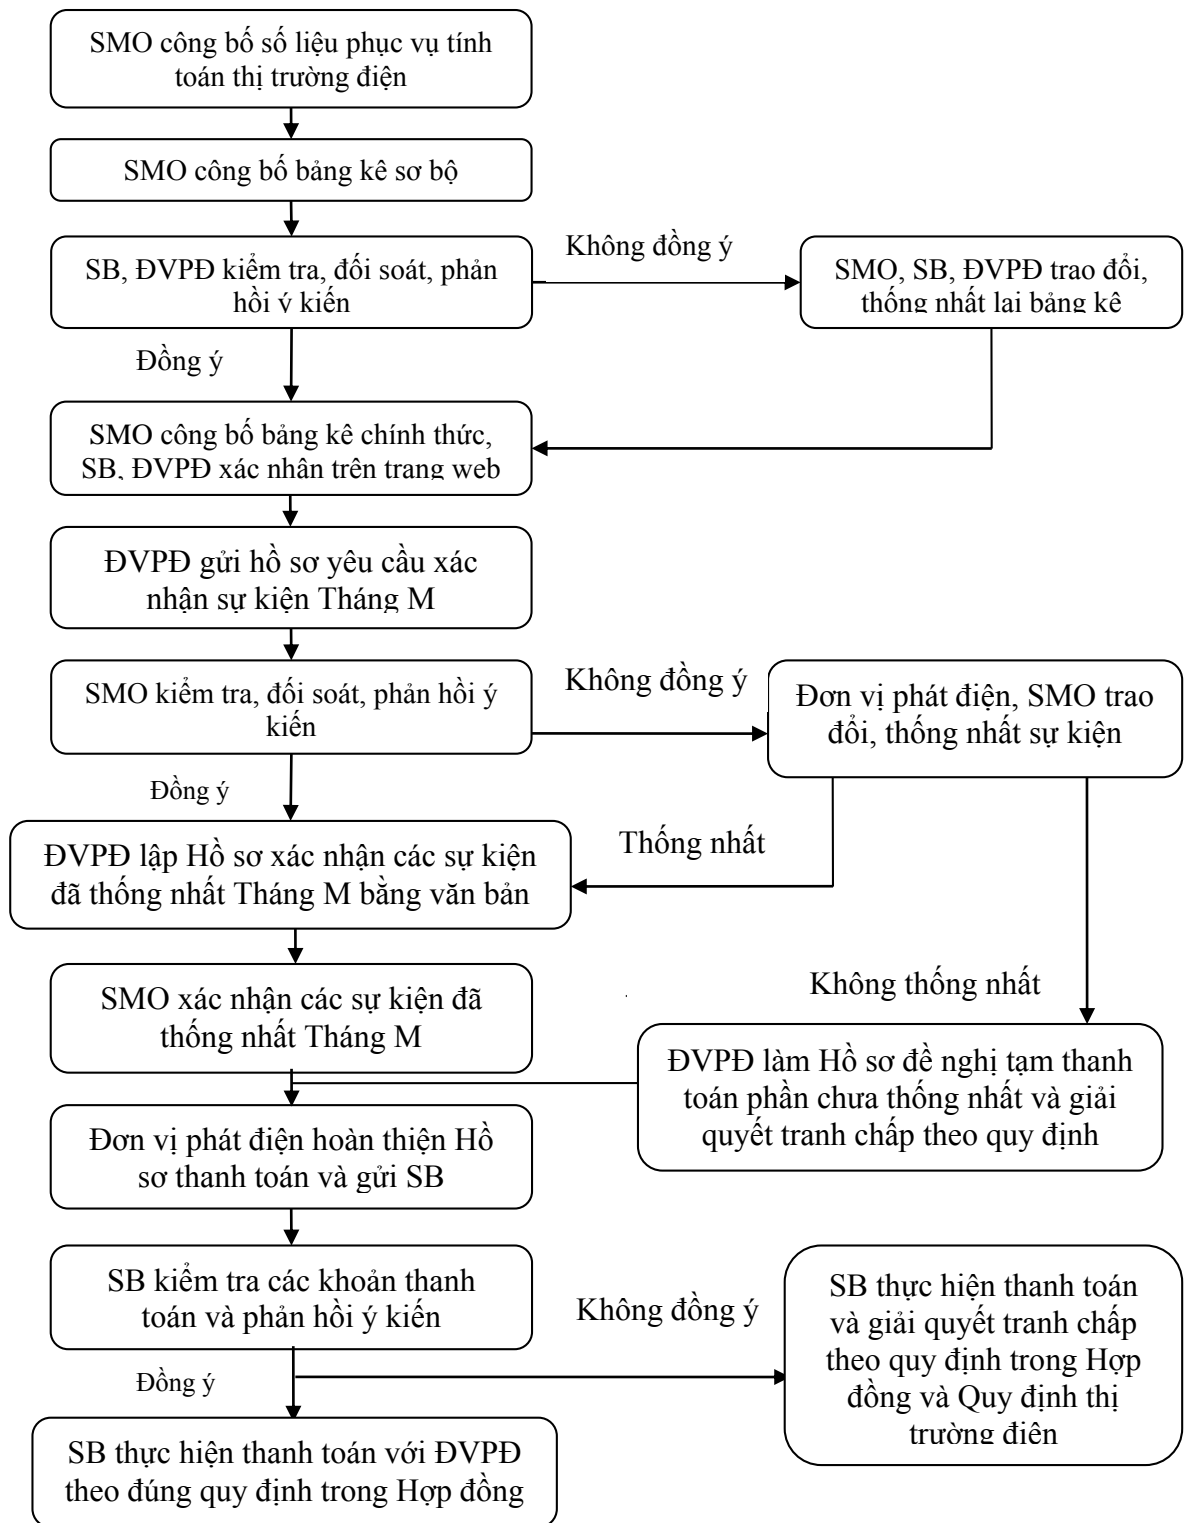 SMO công bố số liệu phục vụ tính
toán thị trường điện
SMO công bố bảng kê sơ bộ
SB, ĐVPĐ kiểm tra, đối soát, phản
hồi ý kiến
Không đồng ý
SMO, SB, ĐVPĐ trao đổi,
thống nhất lại bảng kê
Đồng ý
SMO công bố bảng kê chính thức,
SB, ĐVPĐ xác nhận trên trang web
ĐVPĐ gửi hồ sơ yêu cầu xác
nhận sự kiện Tháng M
SMO kiểm tra, đối soát, phản hồi ý
kiến
Không đồng ý
Đơn vị phát điện, SMO trao
đổi, thống nhất sự kiện
Đồng ý
Thống nhất
ĐVPĐ lập Hồ sơ xác nhận các sự kiện
đã thống nhất Tháng M bằng văn bản
Không thống nhất
SMO xác nhận các sự kiện đã
thống nhất Tháng M
ĐVPĐ làm Hồ sơ đề nghị tạm thanh
toán phần chưa thống nhất và giải
quyết tranh chấp theo quy định
Đơn vị phát điện hoàn thiện Hồ
sơ thanh toán và gửi SB
SB kiểm tra các khoản thanh
toán và phản hồi ý kiến
Không đồng ý
SB thực hiện thanh toán
và giải quyết tranh chấp
theo quy định trong Hợp
đồng và Quy định thị
trường điện
Đồng ý
SB thực hiện thanh toán với ĐVPĐ
theo đúng quy định trong Hợp đồng